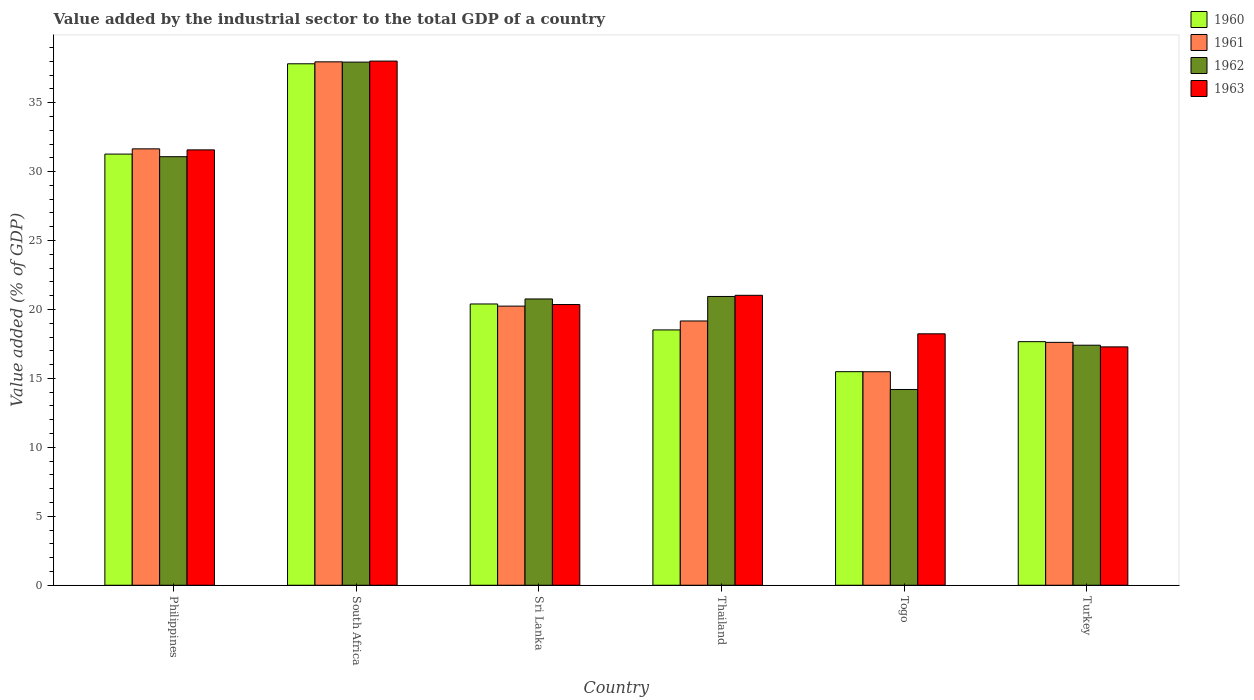 Value added by the industrial sector to the total GDP of a country
1960
1961
1962
1963
Value added (% of GDP)
35
30
25
20
15
10
5
0
Philippines
South Africa
Sri Lanka
Thailand
Togo
Turkey
Country